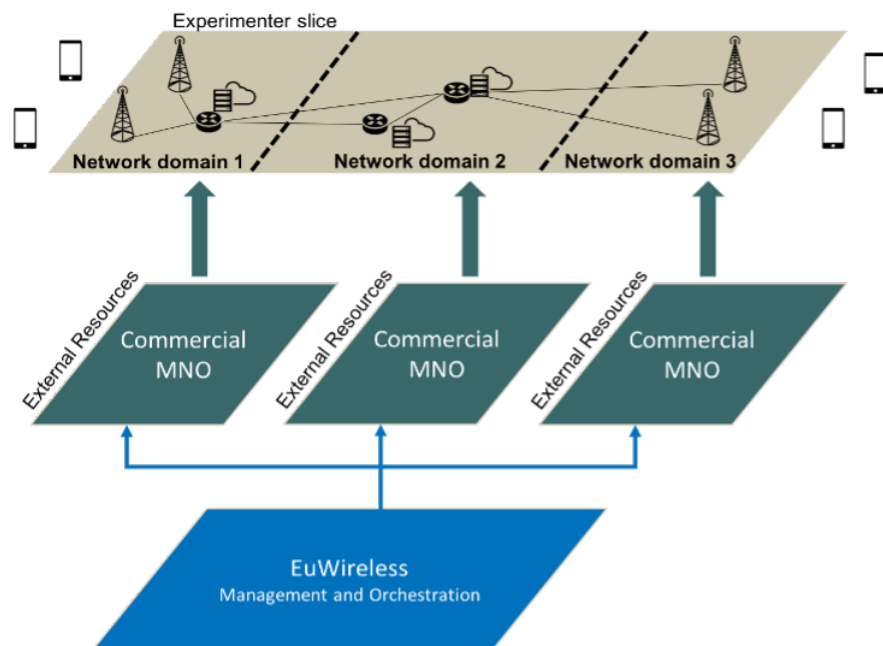 Experimenter slice
Network domain 1
Network domain 2
Network domain 3
External Resources
Commercial
MNO
External Resources
Commercial
MNO
External Resources
Commercial
MNO
EuWireless
Management and Orchestration